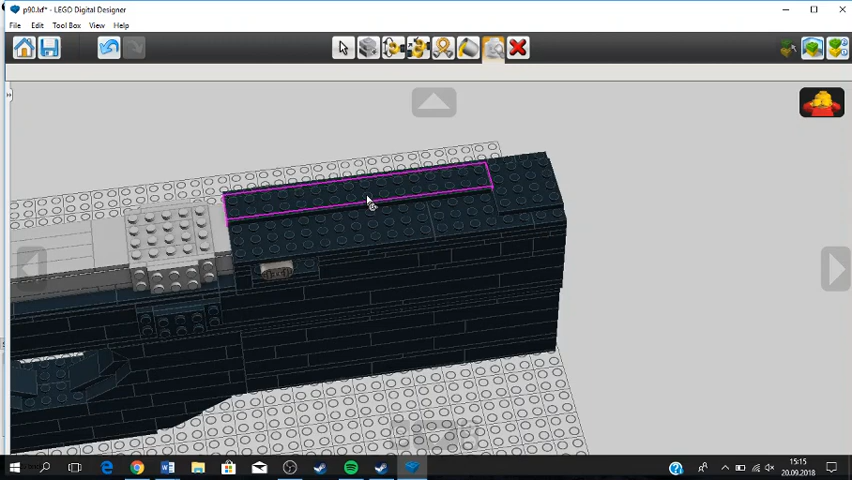 p90.lxf* - LEGO Digital Designer
File Edit Tool Box View Help
15:15
20.09.2018